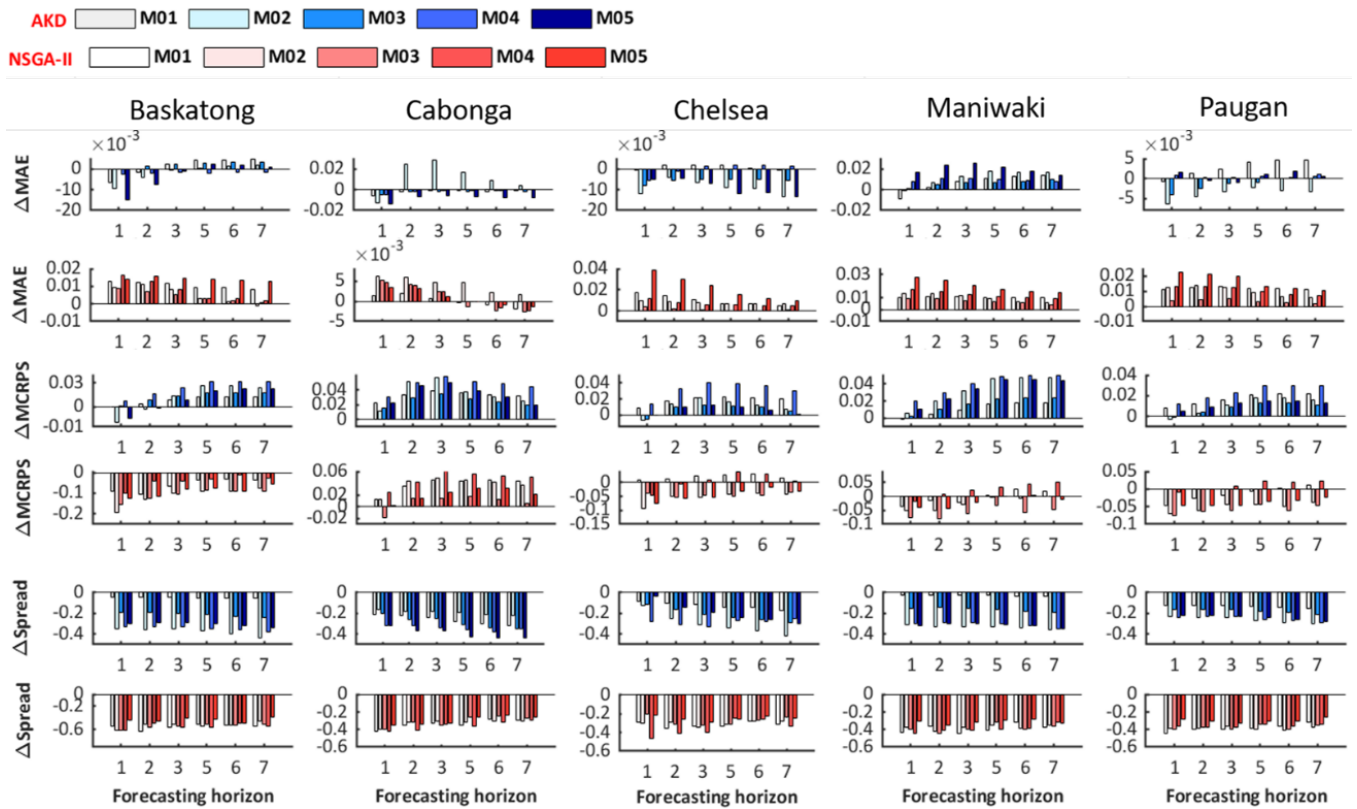 AKD M01 M02 M03 M04 M05
NSGA-II M01 M02 M03 M04 M05
Baskatong Cabonga Chelsea Maniwaki Paugan
×10⁻³ ×10⁻³ ×10⁻³
△MAE 0 -10 -20 0.02 0 -0.02 0 -10 -20 0.02 0 -0.02 5 0 -5
1 2 3 5 6 7 1 2 3 5 6 7 1 2 3 5 6 7 1 2 3 5 6 7 1 2 3 5 6 7
×10⁻³
△MAE 0.02 0.01 0 -0.01 5 0 -5 0.04 0.02 0 0.03 0.01 0 -0.01 0.02 0.01 0 -0.01
1 2 3 5 6 7 1 2 3 5 6 7 1 2 3 5 6 7 1 2 3 5 6 7 1 2 3 5 6 7
△MCRPS 0.03 0 -0.01 0.04 0.02 0 0.04 0.02 0 0.04 0.02 0 0.04 0.02 0
1 2 3 5 6 7 1 2 3 5 6 7 1 2 3 5 6 7 1 2 3 5 6 7 1 2 3 5 6 7
△MCRPS 0 -0.1 -0.2 0.06 0.02 0 -0.02 0 -0.05 -0.15 0.05 0 -0.05 -0.1 0.05 0 -0.05 -0.1
1 2 3 5 6 7 1 2 3 5 6 7 1 2 3 5 6 7 1 2 3 5 6 7 1 2 3 5 6 7
△Spread 0 -0.2 -0.4 0 -0.2 -0.4 0 -0.2 -0.4 -0.6 0 -0.2 -0.4 0 -0.2 -0.4 -0.6
1 2 3 5 6 7 1 2 3 5 6 7 1 2 3 5 6 7 1 2 3 5 6 7 1 2 3 5 6 7
△Spread 0 -0.6 0 -0.2 -0.4 -0.6 0 -0.2 -0.4 -0.6 0 -0.2 -0.4 -0.6 0 -0.2 -0.4 -0.6
1 2 3 5 6 7 1 2 3 5 6 7 1 2 3 5 6 7 1 2 3 5 6 7 1 2 3 5 6 7
Forecasting horizon Forecasting horizon Forecasting horizon Forecasting horizon Forecasting horizon